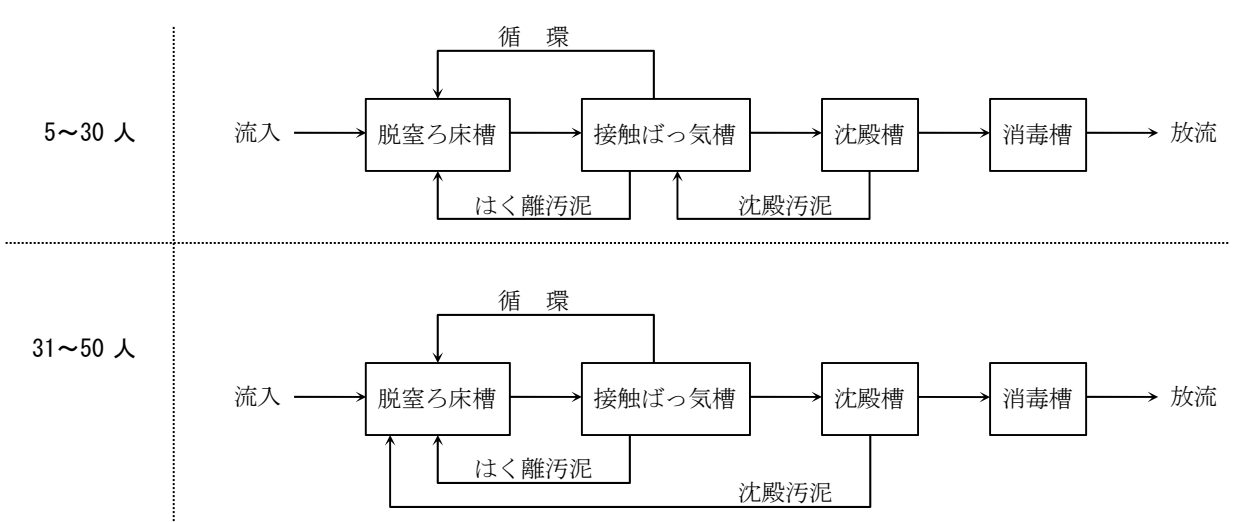 循 環
5～30 人
流入
脱窒ろ床槽
接触ばっ気槽
沈殿槽
消毒槽
放流
はく離汚泥
沈殿汚泥
循 環
31～50 人
流入
脱窒ろ床槽
接触ばっ気槽
沈殿槽
消毒槽
放流
はく離汚泥
沈殿汚泥